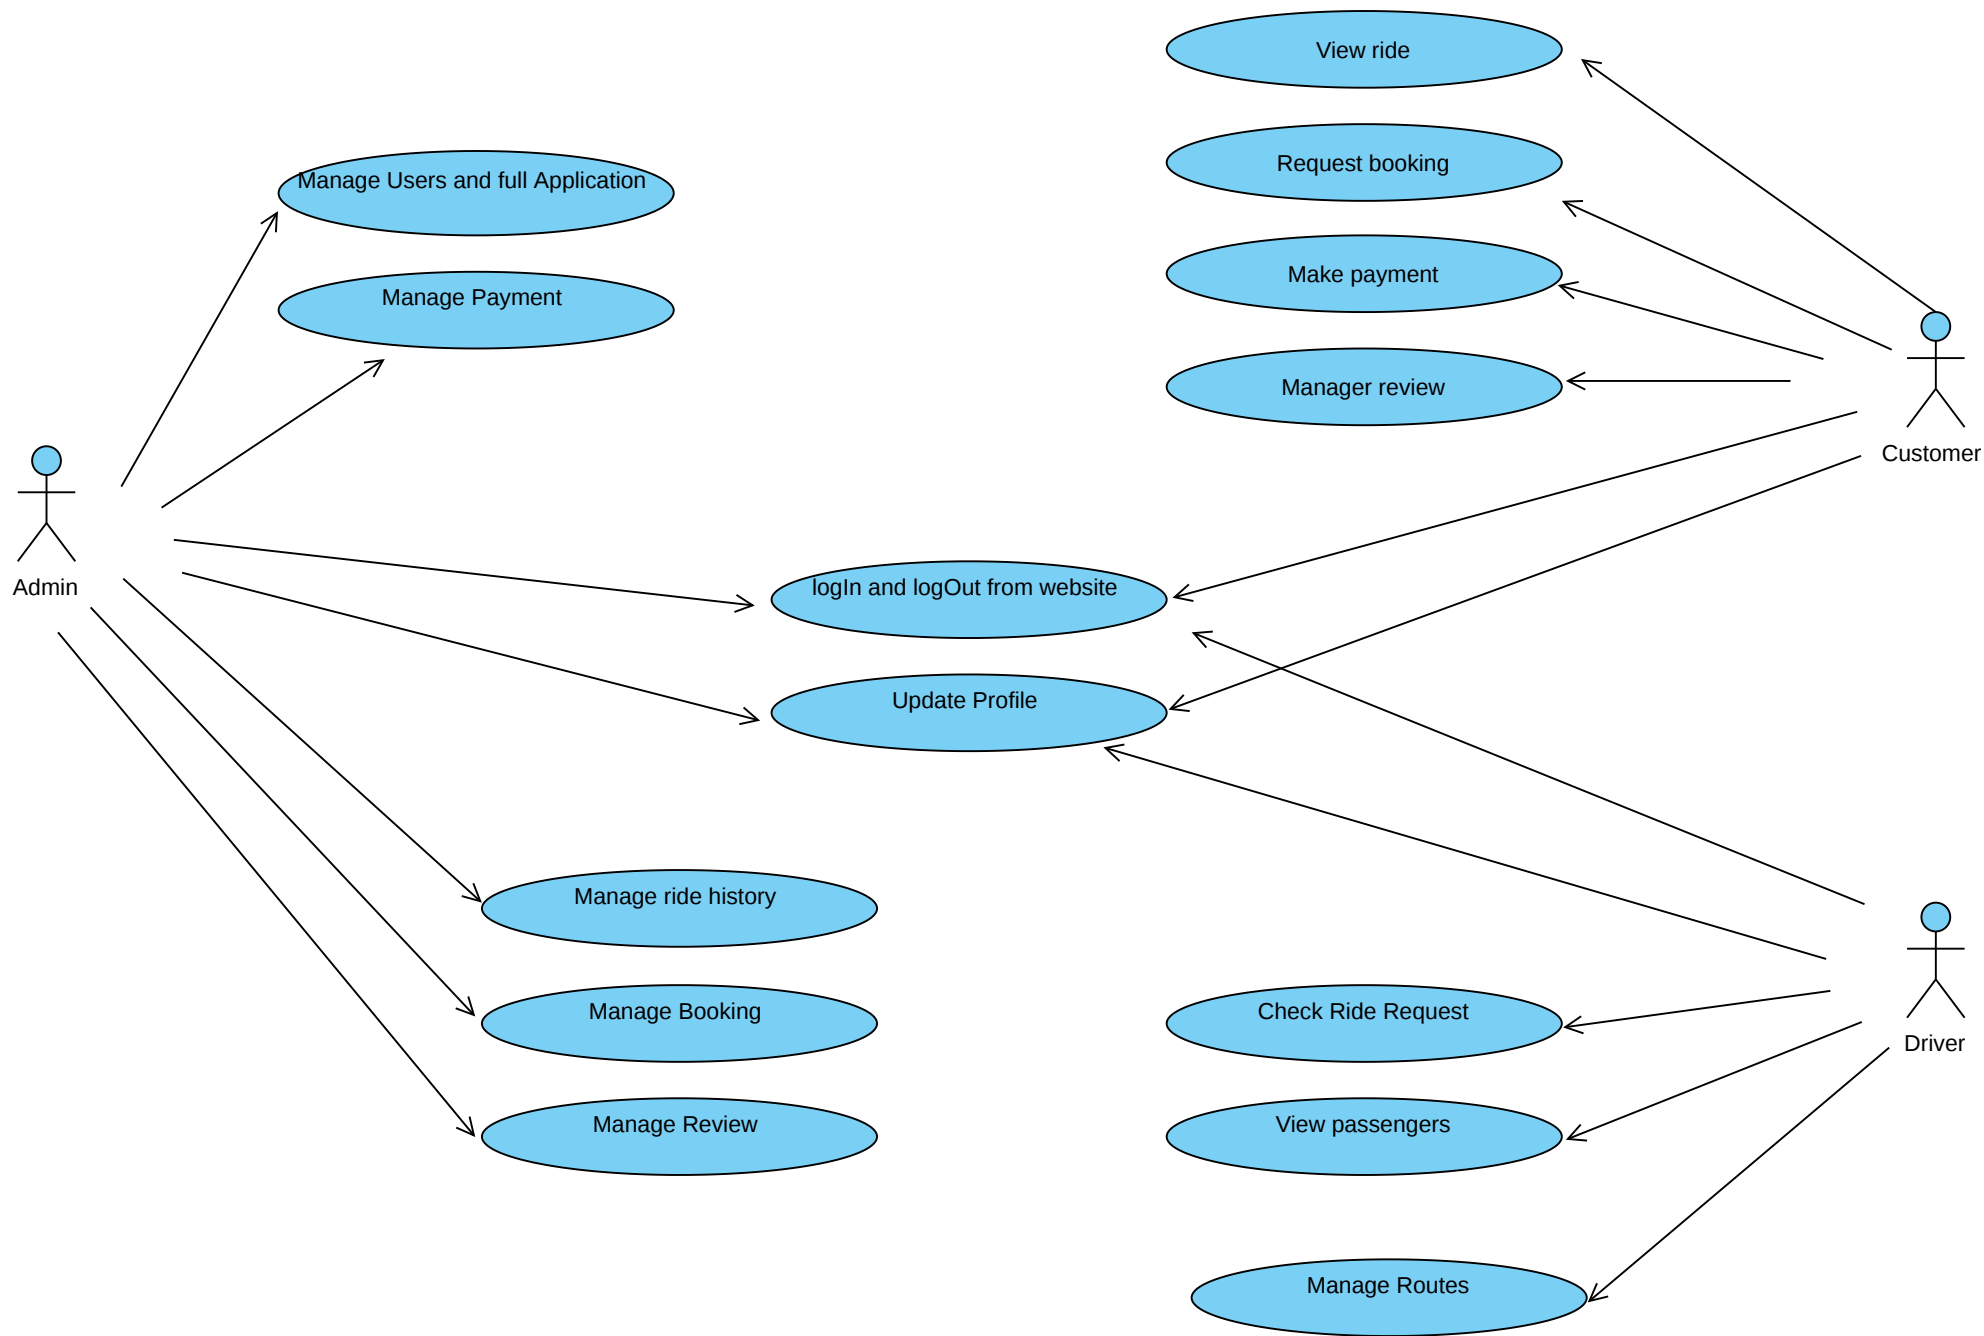 View ride
Request booking
Manage Users and full Application
Make payment
Manage Payment
Manager review
Customer
Admin
logIn and logOut from website
Update Profile
Manage ride history
Manage Booking
Check Ride Request
Driver
Manage Review
View passengers
Manage Routes